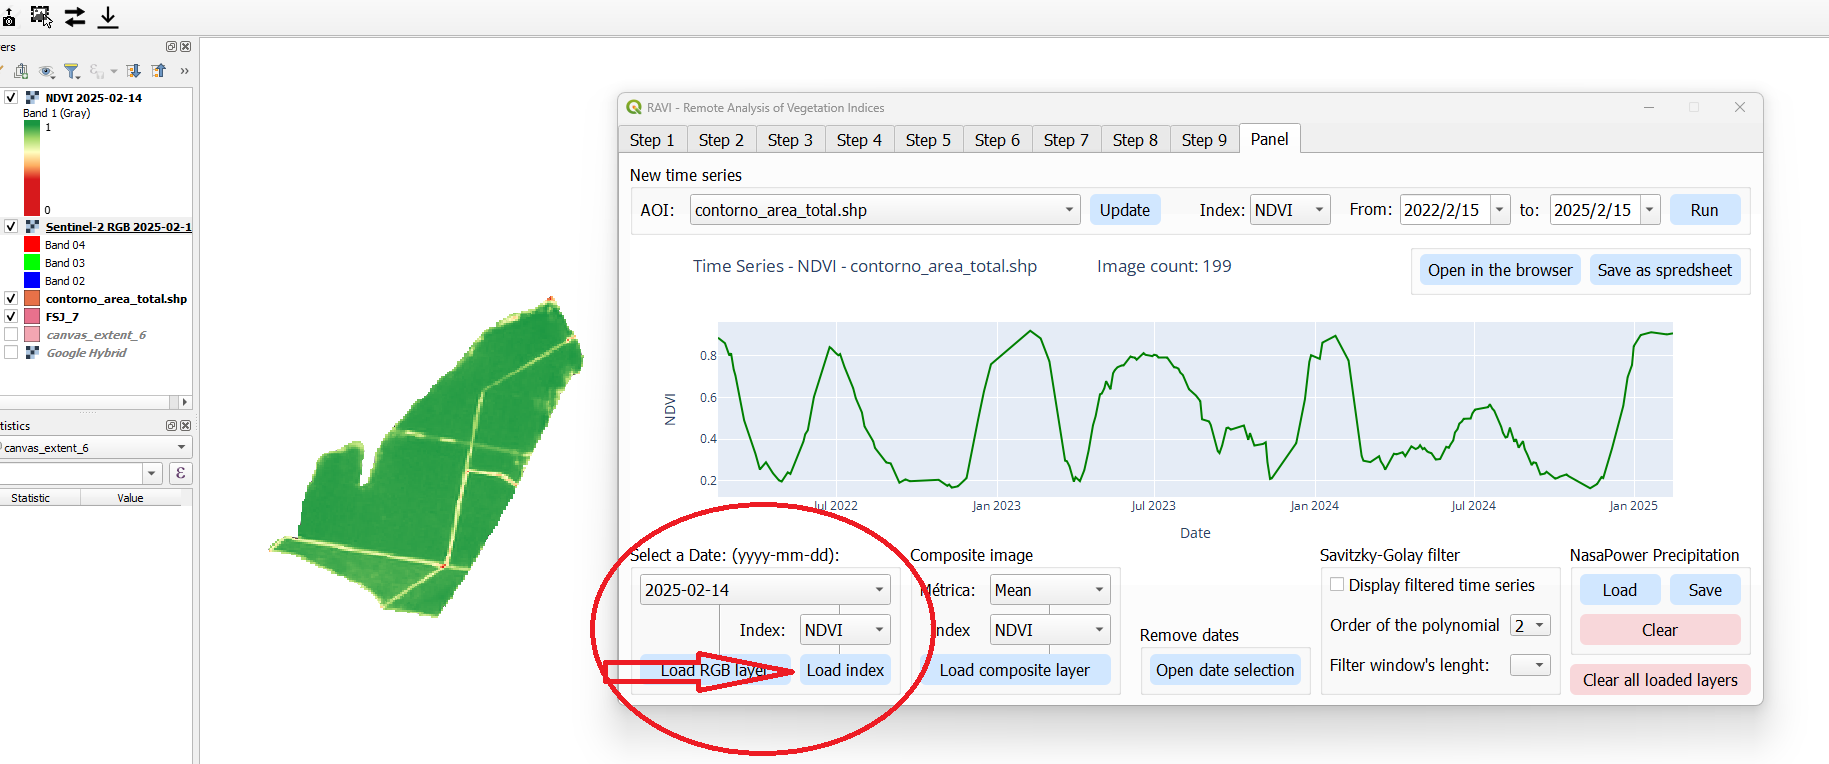 ers
NDVI 2025-02-14
Band 1 (Gray)
1
0
Sentinel-2 RGB 2025-02-1
Band 04
Band 03
Band 02
contorno_area_total.shp
FSJ_7
canvas_extent_6
Google Hybrid
tistics
canvas_extent_6
ε
Statistic Value
RAVI - Remote Analysis of Vegetation Indices
Step 1 Step 2 Step 3 Step 4 Step 5 Step 6 Step 7 Step 8 Step 9 Panel
New time series
AOI: contorno_area_total.shp Update Index: NDVI From: 2022/2/15 to: 2025/2/15 Run
Time Series - NDVI - contorno_area_total.shp Image count: 199
Open in the browser Save as spredsheet
NDVI
0.8
0.6
0.4
0.2
Jul 2022 Jan 2023 Jul 2023 Jan 2024 Jul 2024 Jan 2025
Date
Select a Date: (yyyy-mm-dd):
2025-02-14
Index: NDVI
Load RGB layer Load index
Composite image
Métrica: Mean
Index NDVI
Load composite layer
Remove dates
Open date selection
Savitzky-Golay filter
Display filtered time series
Order of the polynomial 2
Filter window's lenght:
NasaPower Precipitation
Load Save
Clear
Clear all loaded layers